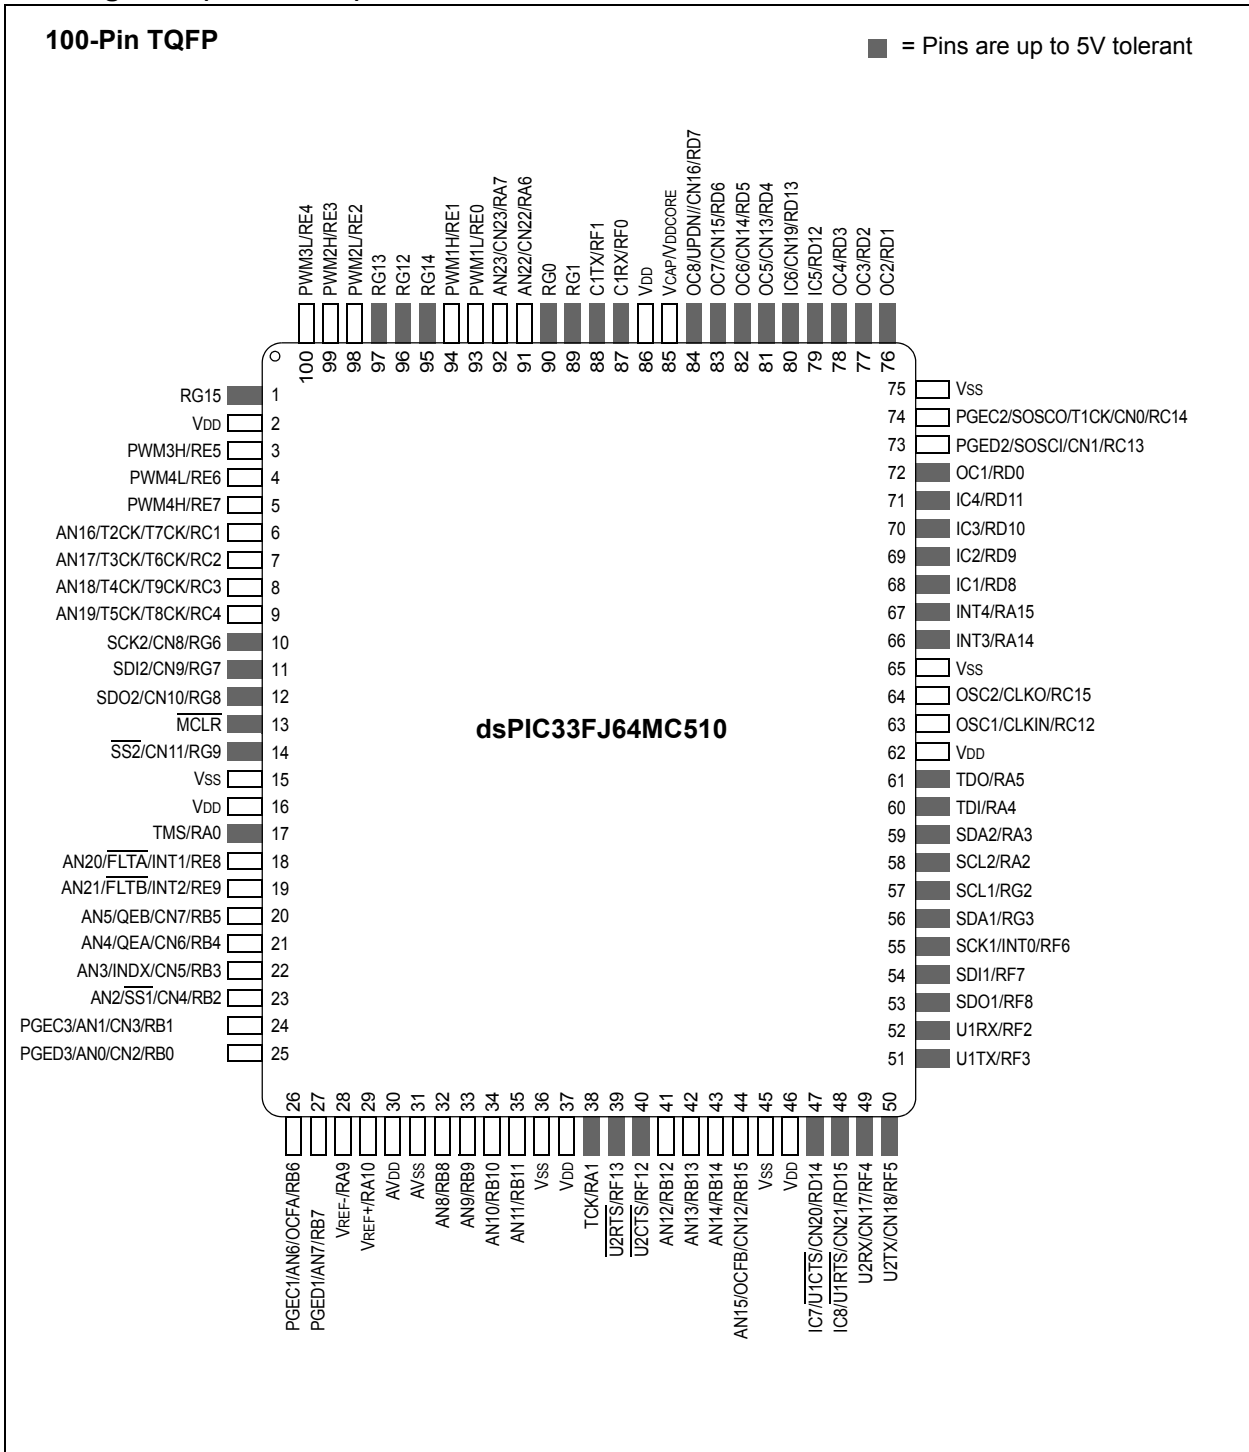 100-Pin TQFP
= Pins are up to 5V tolerant
100 PWM3L/RE4
99 PWM2H/RE3
98 PWM2L/RE2
97 RG13
96 RG12
95 RG14
94 PWM1H/RE1
93 PWM1L/RE0
92 AN23/CN23/RA7
91 AN22/CN22/RA6
90 RG0
89 RG1
88 C1TX/RF1
87 C1RX/RF0
86 VDD
85 VCAP/VDDCORE
84 OC8/UPDN//CN16/RD7
83 OC7/CN15/RD6
82 OC6/CN14/RD5
81 OC5/CN13/RD4
80 IC6/CN19/RD13
79 IC5/RD12
78 OC4/RD3
77 OC3/RD2
76 OC2/RD1
RG15 1
VDD 2
PWM3H/RE5 3
PWM4L/RE6 4
PWM4H/RE7 5
AN16/T2CK/T7CK/RC1 6
AN17/T3CK/T6CK/RC2 7
AN18/T4CK/T9CK/RC3 8
AN19/T5CK/T8CK/RC4 9
SCK2/CN8/RG6 10
SDI2/CN9/RG7 11
SDO2/CN10/RG8 12
MCLR 13
SS2/CN11/RG9 14
VSS 15
VDD 16
TMS/RA0 17
AN20/FLTA/INT1/RE8 18
AN21/FLTB/INT2/RE9 19
AN5/QEB/CN7/RB5 20
AN4/QEA/CN6/RB4 21
AN3/INDX/CN5/RB3 22
AN2/SS1/CN4/RB2 23
PGEC3/AN1/CN3/RB1 24
PGED3/AN0/CN2/RB0 25
dsPIC33FJ64MC510
75 VSS
74 PGEC2/SOSCO/T1CK/CN0/RC14
73 PGED2/SOSCI/CN1/RC13
72 OC1/RD0
71 IC4/RD11
70 IC3/RD10
69 IC2/RD9
68 IC1/RD8
67 INT4/RA15
66 INT3/RA14
65 VSS
64 OSC2/CLKO/RC15
63 OSC1/CLKIN/RC12
62 VDD
61 TDO/RA5
60 TDI/RA4
59 SDA2/RA3
58 SCL2/RA2
57 SCL1/RG2
56 SDA1/RG3
55 SCK1/INT0/RF6
54 SDI1/RF7
53 SDO1/RF8
52 U1RX/RF2
51 U1TX/RF3
26 PGEC1/AN6/OCFA/RB6
27 PGED1/AN7/RB7
28 VREF-/RA9
29 VREF+/RA10
30 AVDD
31 AVSS
32 AN8/RB8
33 AN9/RB9
34 AN10/RB10
35 AN11/RB11
36 VSS
37 VDD
38 TCK/RA1
39 U2RTS/RF13
40 U2CTS/RF12
41 AN12/RB12
42 AN13/RB13
43 AN14/RB14
44 AN15/OCFB/CN12/RB15
45 VSS
46 VDD
47 IC7/U1CTS/CN20/RD14
48 IC8/U1RTS/CN21/RD15
49 U2RX/CN17/RF4
50 U2TX/CN18/RF5